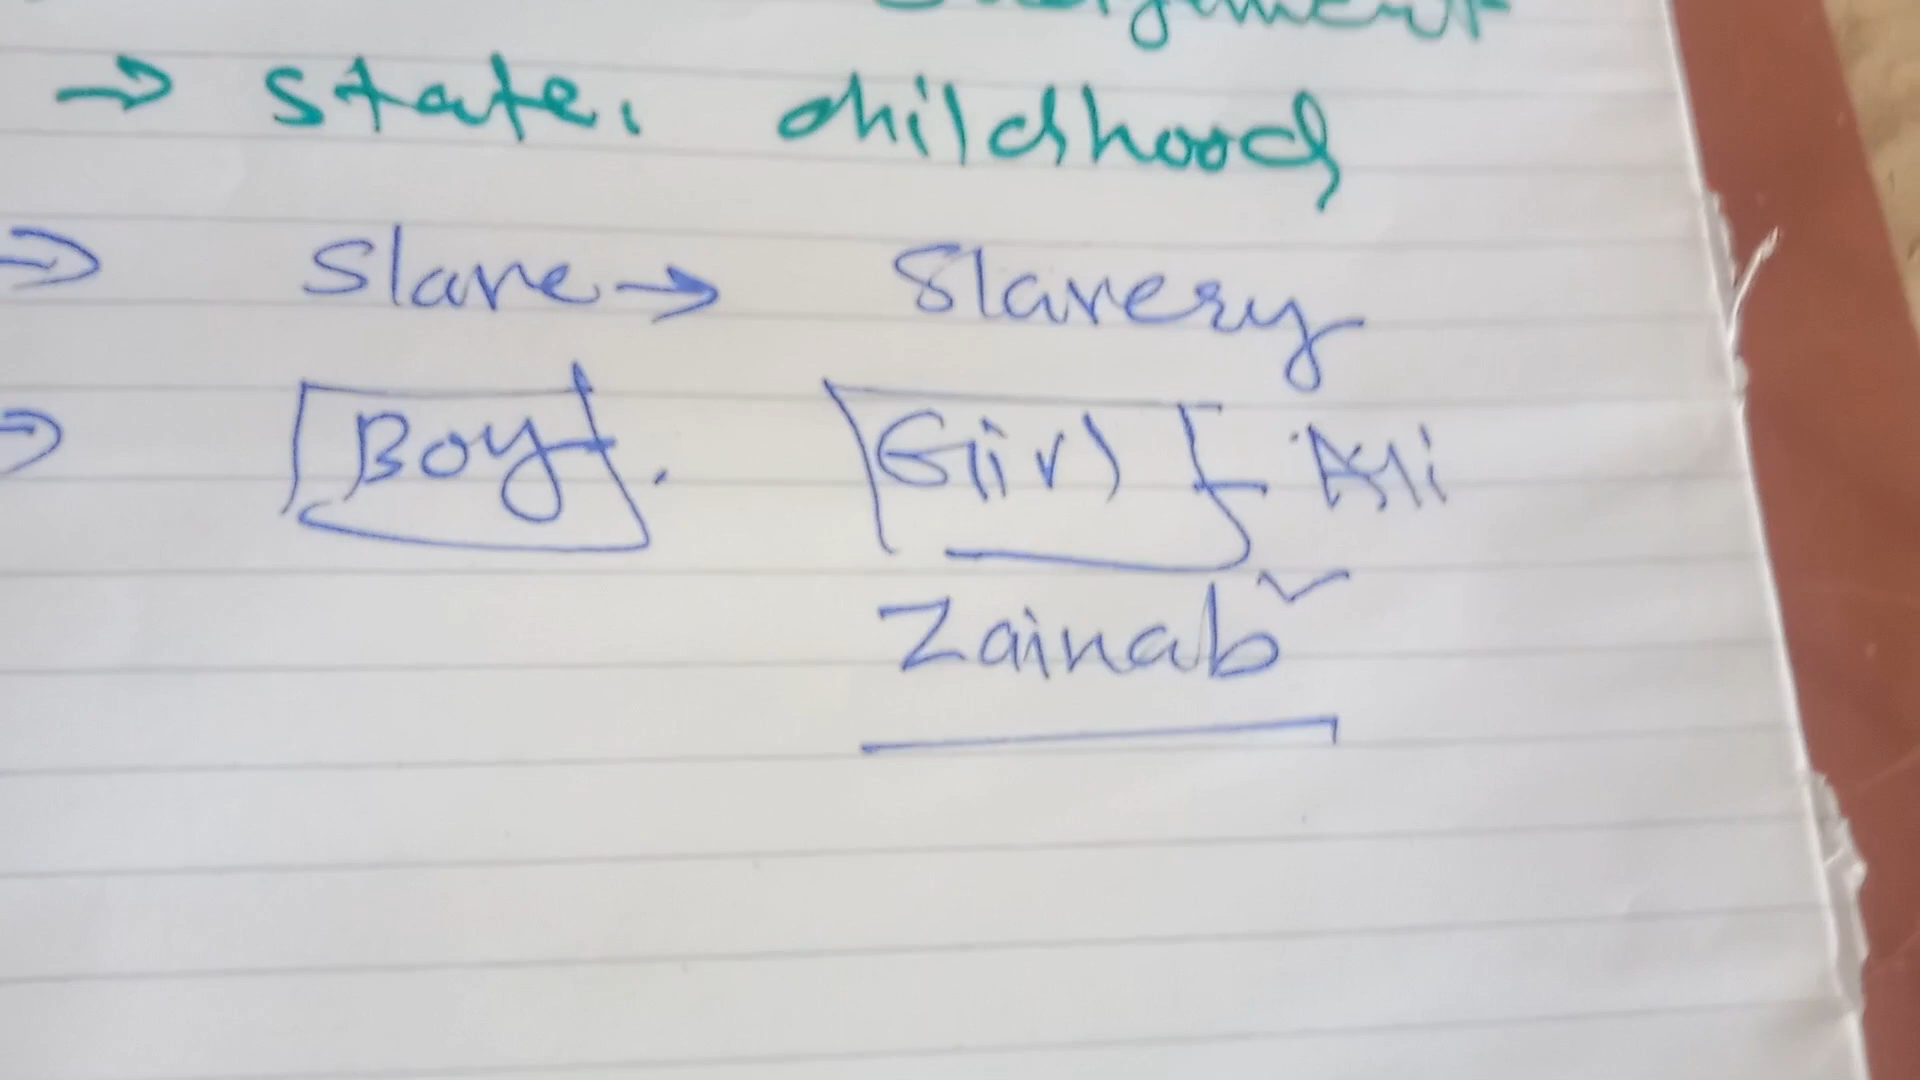 → State. childhood
⇒ Slave → Slavery
⇒ Boy. Girl Ali
Zainab